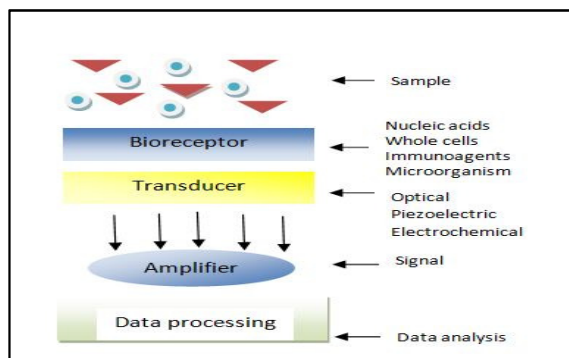 Sample
Bioreceptor
Nucleic acids
Whole cells
Immunoagents
Microorganism
Transducer
Optical
Piezoelectric
Electrochemical
Amplifier
Signal
Data processing
Data analysis